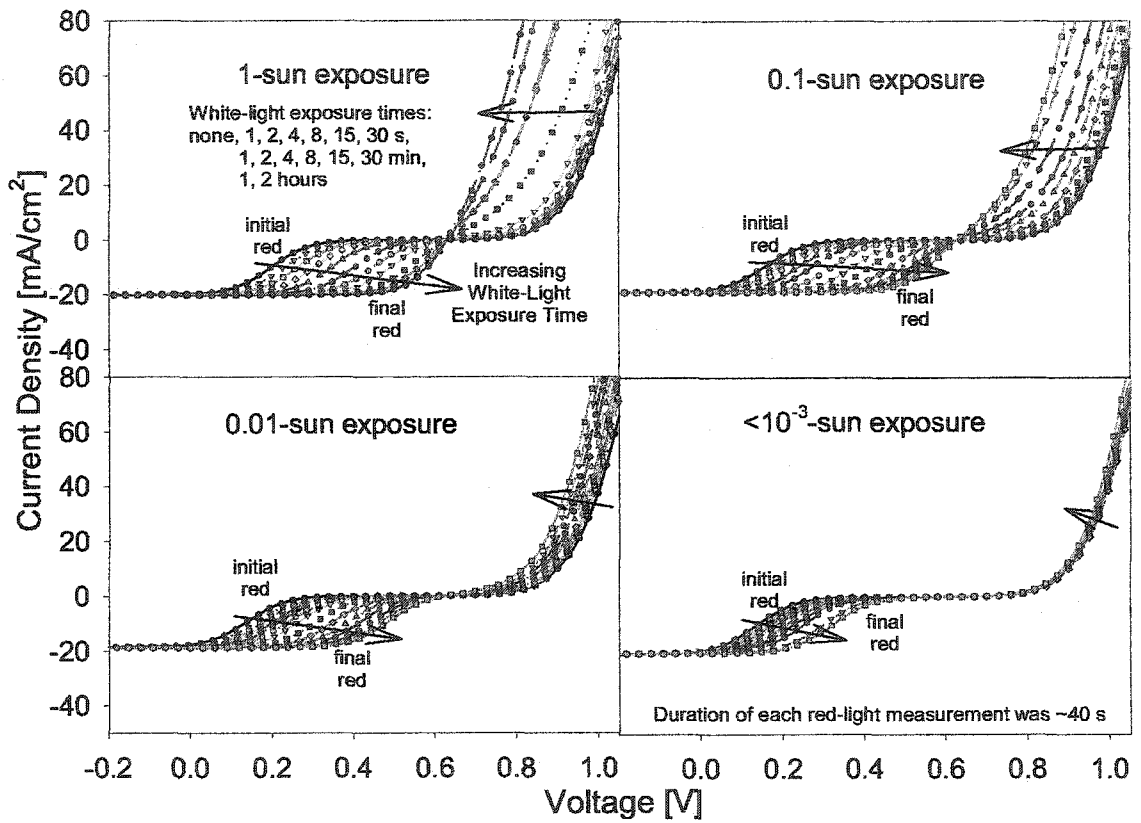 80
60
40
20
0
-20
-40
1-sun exposure
White-light exposure times:
none, 1, 2, 4, 8, 15, 30 s,
1, 2, 4, 8, 15, 30 min,
1, 2 hours
initial
red
Increasing
White-Light
Exposure Time
final
red
0.1-sun exposure
initial
red
final
red
Current Density [mA/cm²]
80
60
40
20
0
-20
-40
0.01-sun exposure
initial
red
final
red
<10⁻³-sun exposure
initial
red
final
red
Duration of each red-light measurement was ~40 s
-0.2 0.0 0.2 0.4 0.6 0.8 1.0
0.0 0.2 0.4 0.6 0.8 1.0
Voltage [V]